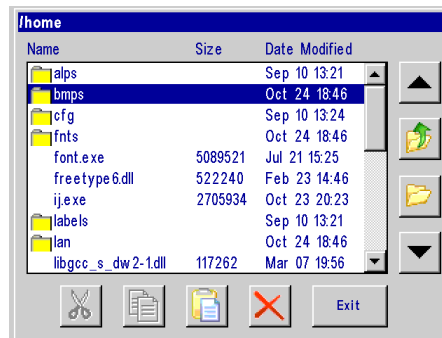 /home
Name Size Date Modified
alps Sep 10 13:21
bmps Oct 24 18:46
cfg Sep 10 13:24
fnts Oct 24 18:46
font.exe 5089521 Jul 21 15:25
freetype6.dll 522240 Feb 23 14:46
ij.exe 2705934 Oct 23 20:23
labels Sep 10 13:21
lan Oct 24 18:46
libgcc_s_dw2-1.dll 117262 Mar 07 19:56
Exit